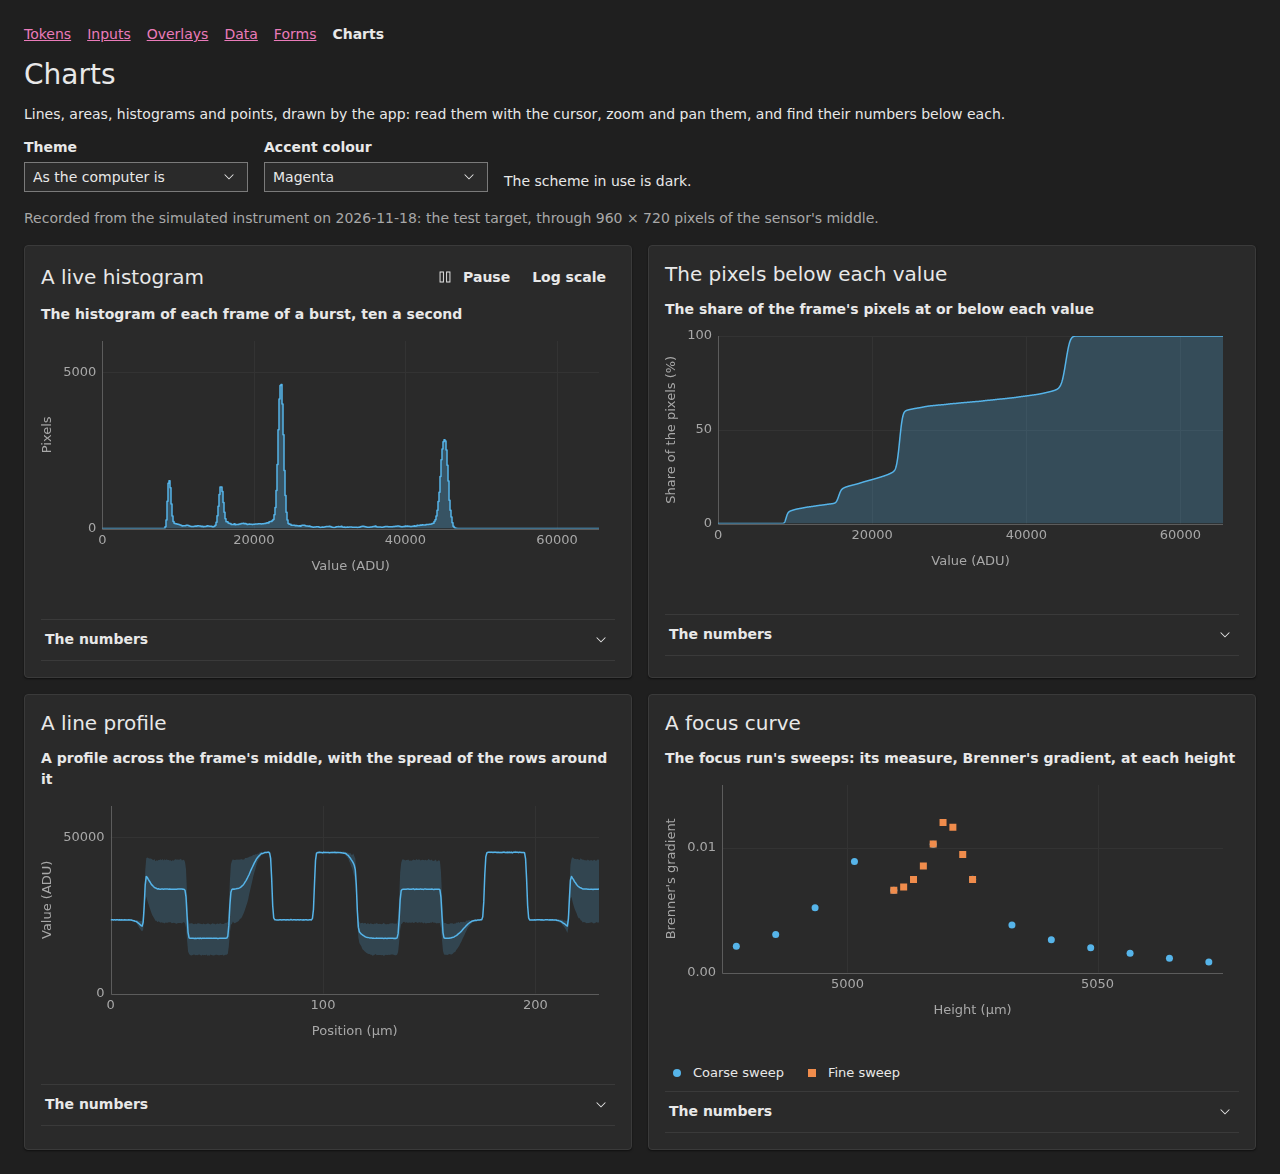 Tokens Inputs Overlays Data Forms Charts
Charts
Lines, areas, histograms and points, drawn by the app: read them with the cursor, zoom and pan them, and find their numbers below each.
Theme Accent colour
As the computer is Magenta The scheme in use is dark.
Recorded from the simulated instrument on 2026-11-18: the test target, through 960 × 720 pixels of the sensor's middle.
A live histogram Pause Log scale
The histogram of each frame of a burst, ten a second
Pixels
5000
0
0 20000 40000 60000
Value (ADU)
The numbers
The pixels below each value
The share of the frame's pixels at or below each value
Share of the pixels (%)
100
50
0
0 20000 40000 60000
Value (ADU)
The numbers
A line profile
A profile across the frame's middle, with the spread of the rows around
it
Value (ADU)
50000
0
0 100 200
Position (µm)
The numbers
A focus curve
The focus run's sweeps: its measure, Brenner's gradient, at each height
Brenner's gradient
0.01
0.00
5000 5050
Height (µm)
Coarse sweep Fine sweep
The numbers